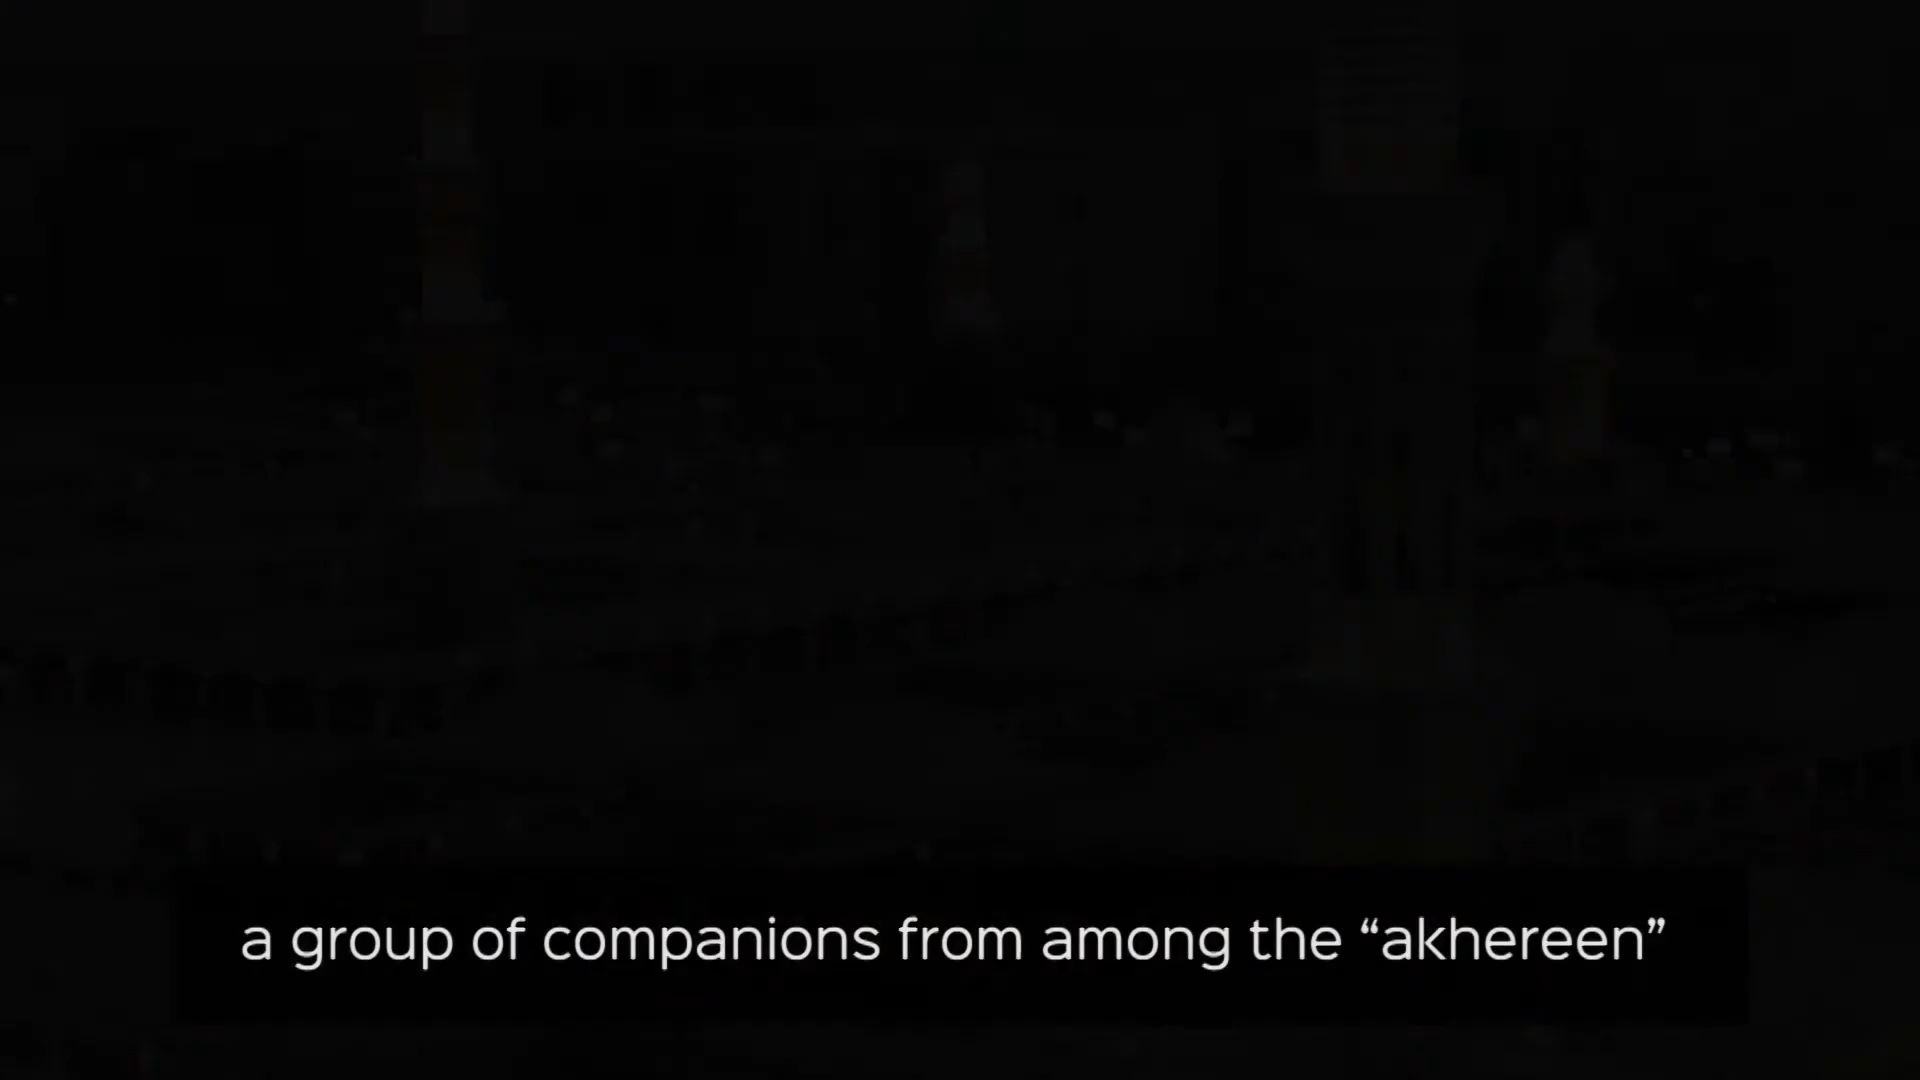 a group of companions from among the “akhereen”